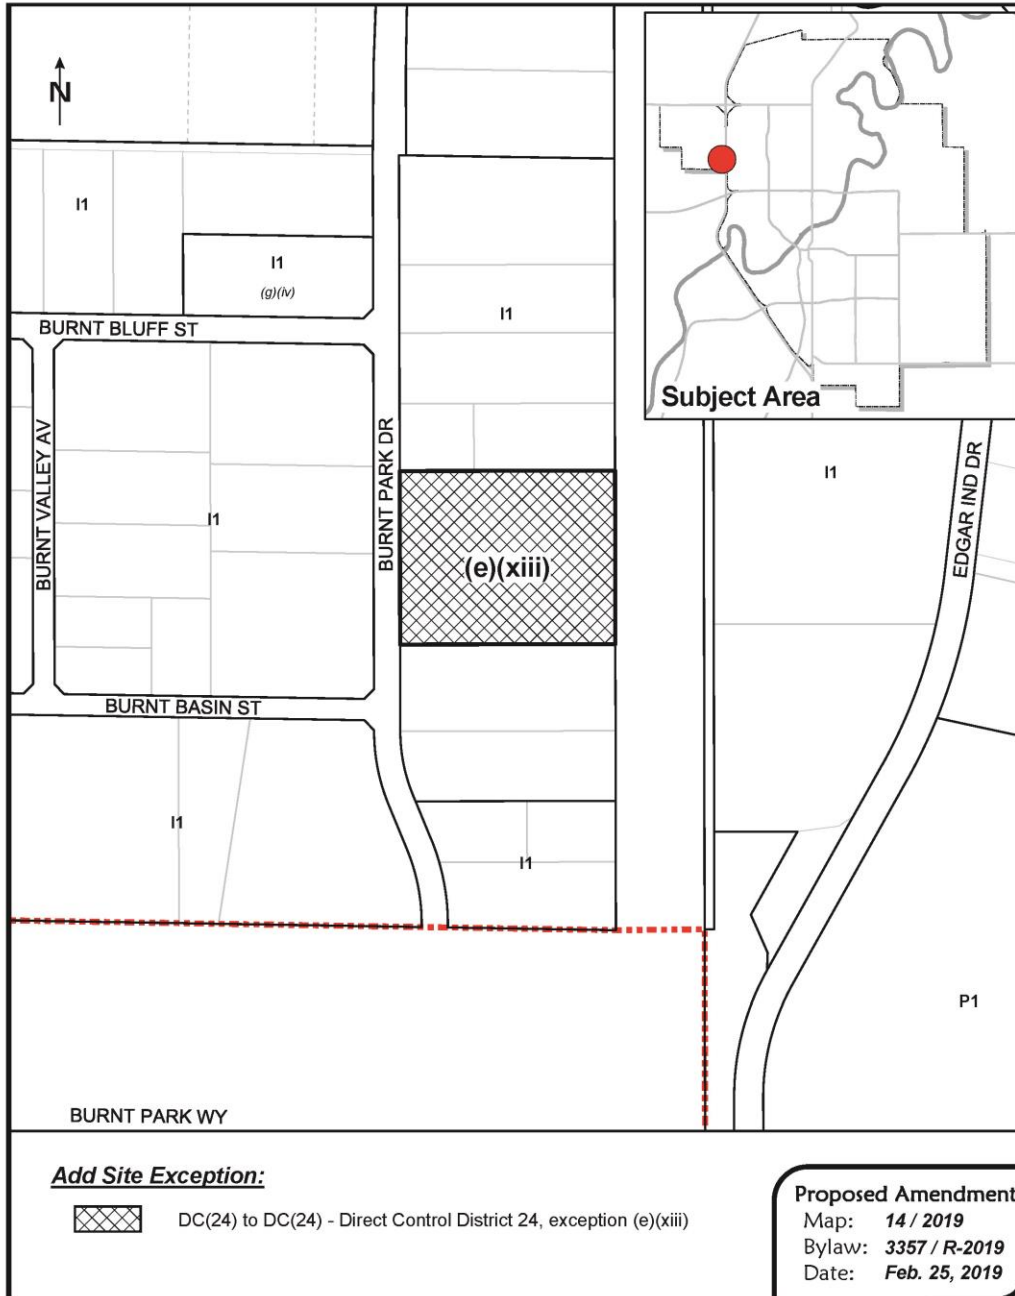 N
I1
I1
(g)(iv)
BURNT BLUFF ST
I1
Subject Area
BURNT VALLEY AV
I1
BURNT PARK DR
(e)(xiii)
I1
EDGAR IND DR
BURNT BASIN ST
I1
I1
P1
BURNT PARK WY
Add Site Exception:
DC(24) to DC(24) - Direct Control District 24, exception (e)(xiii)
Proposed Amendment
Map: 14 / 2019
Bylaw: 3357 / R-2019
Date: Feb. 25, 2019